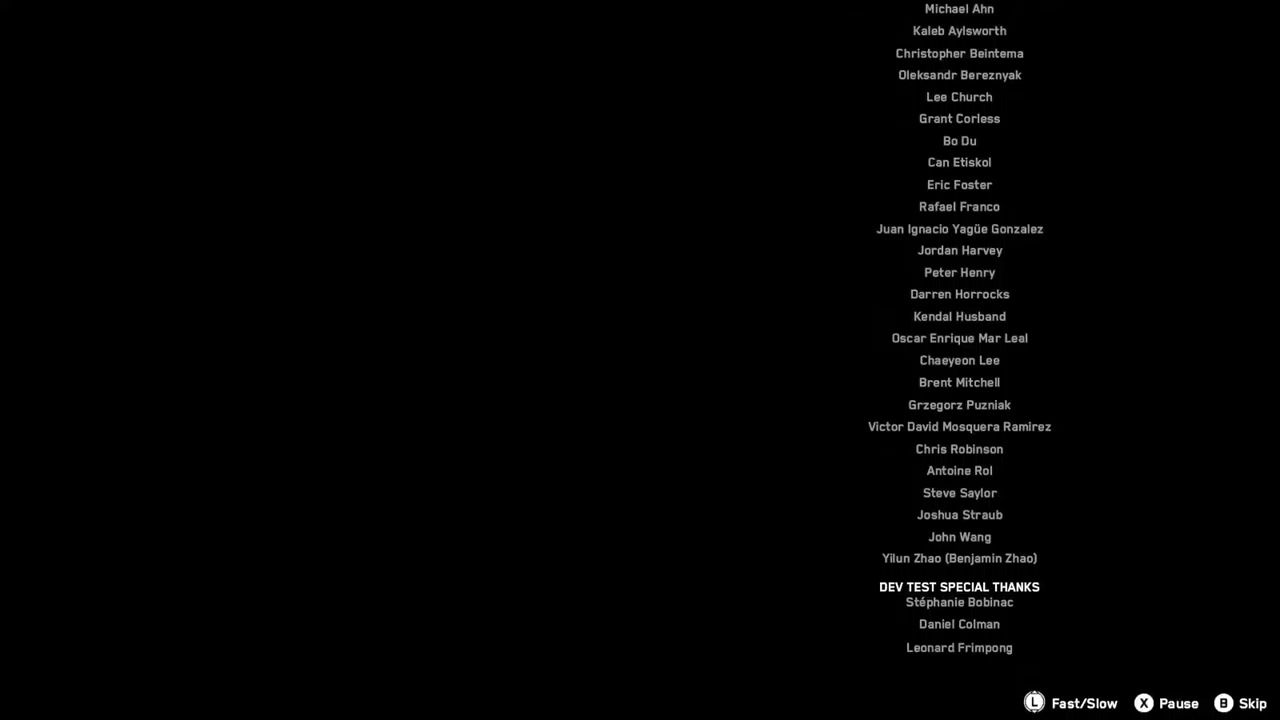 Michael Ahn
Kaleb Aylsworth
Christopher Beintema
Oleksandr Bereznyak
Lee Church
Grant Corless
Bo Du
Can Etiskol
Eric Foster
Rafael Franco
Juan Ignacio Yagüe Gonzalez
Jordan Harvey
Peter Henry
Darren Horrocks
Kendal Husband
Oscar Enrique Mar Leal
Chaeyeon Lee
Brent Mitchell
Grzegorz Puzniak
Victor David Mosquera Ramirez
Chris Robinson
Antoine Rol
Steve Saylor
Joshua Straub
John Wang
Yilun Zhao (Benjamin Zhao)
DEV TEST SPECIAL THANKS
Stéphanie Bobinac
Daniel Colman
Leonard Frimpong
L Fast/Slow X Pause B Skip